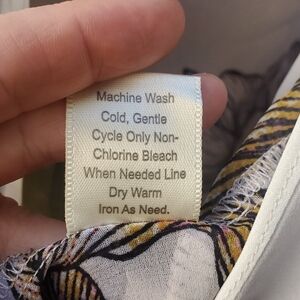 Machine Wash
Cold, Gentle
Cycle Only Non-
Chlorine Bleach
When Needed Line
Dry Warm
Iron As Need.